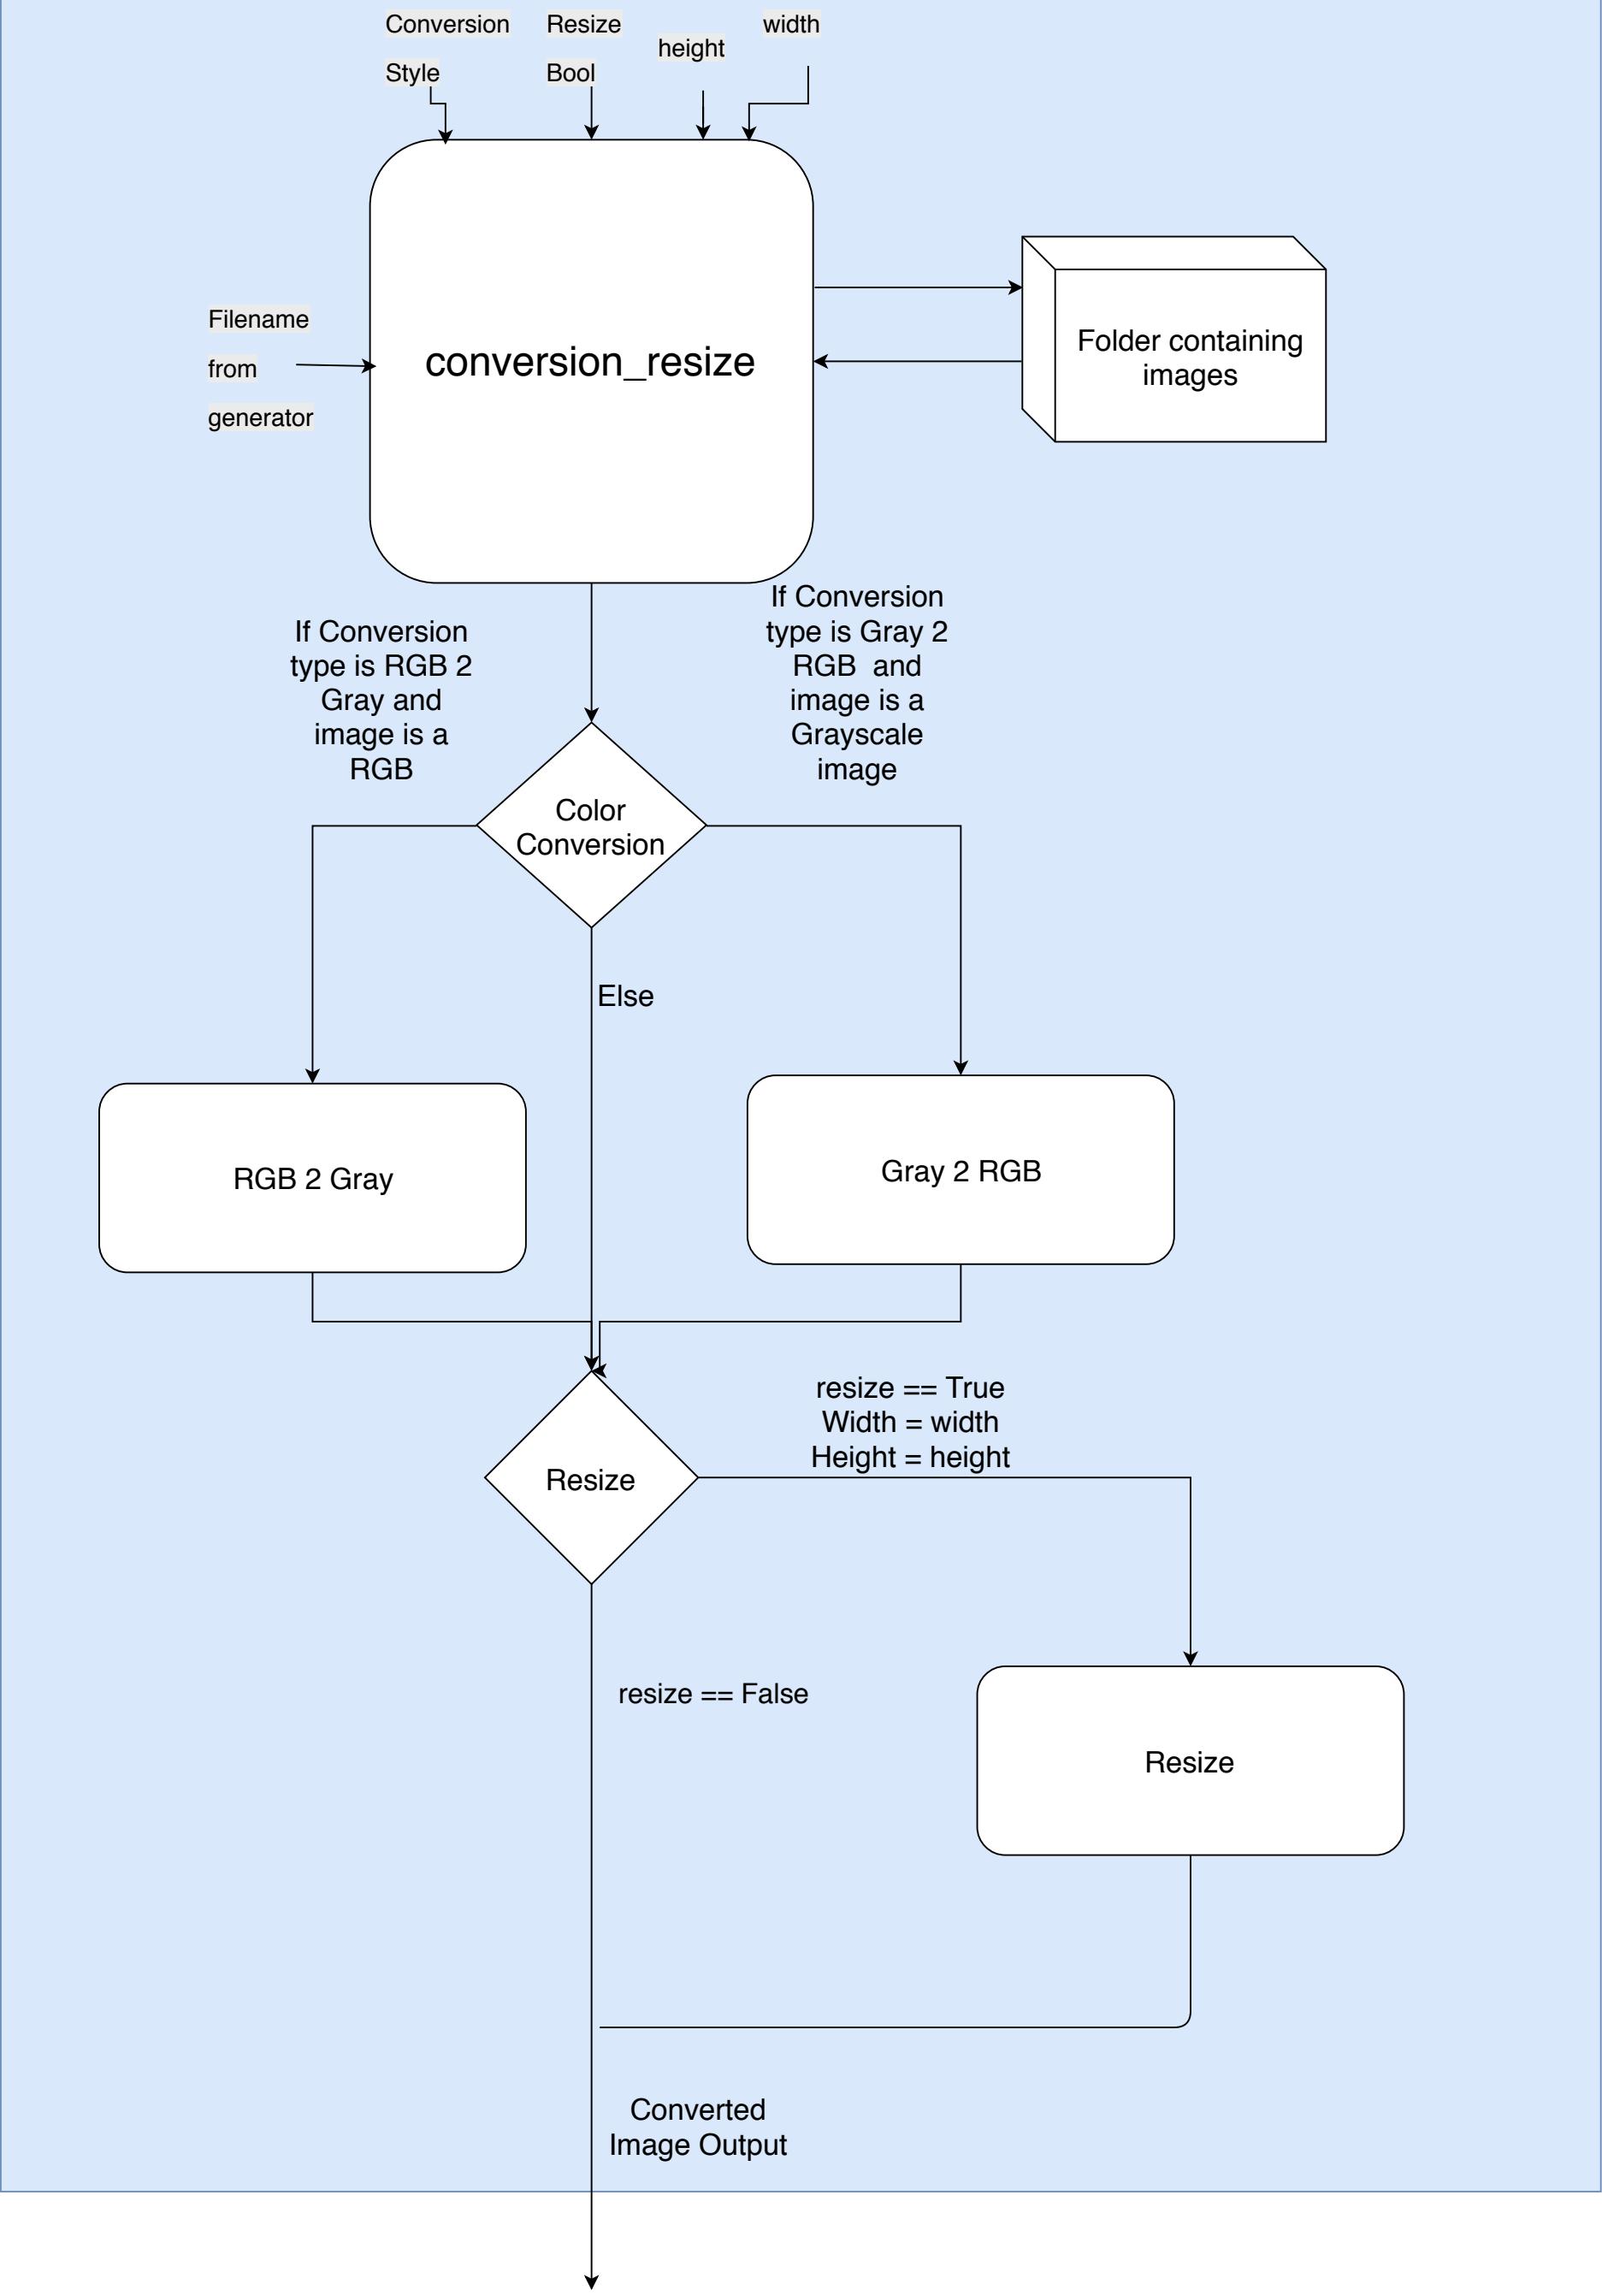 Conversion
Style
Resize
Bool
height
width
Filename
from
generator
conversion_resize
Folder containing
images
If Conversion
type is RGB 2
Gray and
image is a
RGB
If Conversion
type is Gray 2
RGB  and
image is a
Grayscale
image
Color
Conversion
Else
RGB 2 Gray
Gray 2 RGB
resize == True
Width = width
Height = height
Resize
resize == False
Resize
Converted
Image Output